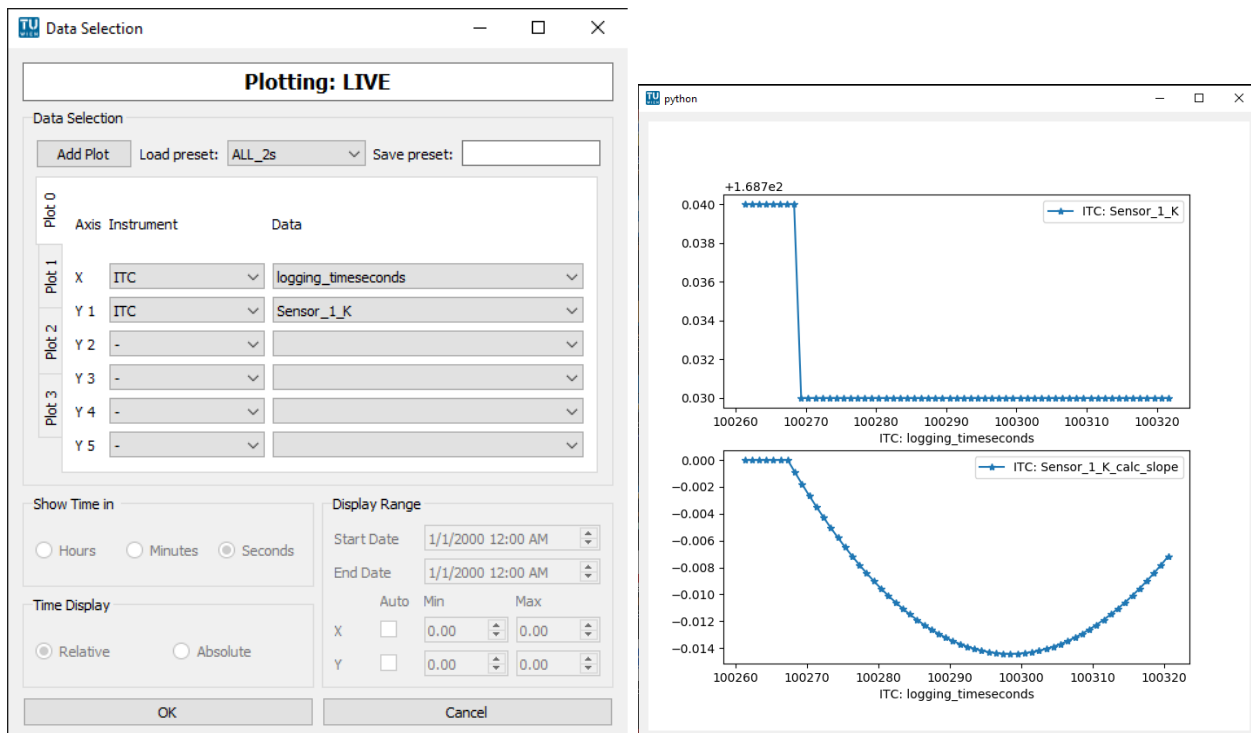 TU WIEN Data Selection
Plotting: LIVE
Data Selection
Add Plot Load preset: ALL_2s Save preset:
Plot 0
Plot 1
Plot 2
Plot 3
Axis Instrument Data
X ITC logging_timeseconds
Y 1 ITC Sensor_1_K
Y 2 -
Y 3 -
Y 4 -
Y 5 -
Show Time in
Hours Minutes Seconds
Time Display
Relative Absolute
Display Range
Start Date 1/1/2000 12:00 AM
End Date 1/1/2000 12:00 AM
Auto Min Max
X 0.00 0.00
Y 0.00 0.00
OK Cancel
TU WIEN python
+1.687e2
0.040
0.038
0.036
0.034
0.032
0.030
ITC: Sensor_1_K
100260 100270 100280 100290 100300 100310 100320
ITC: logging_timeseconds
0.000
−0.002
−0.004
−0.006
−0.008
−0.010
−0.012
−0.014
ITC: Sensor_1_K_calc_slope
100260 100270 100280 100290 100300 100310 100320
ITC: logging_timeseconds